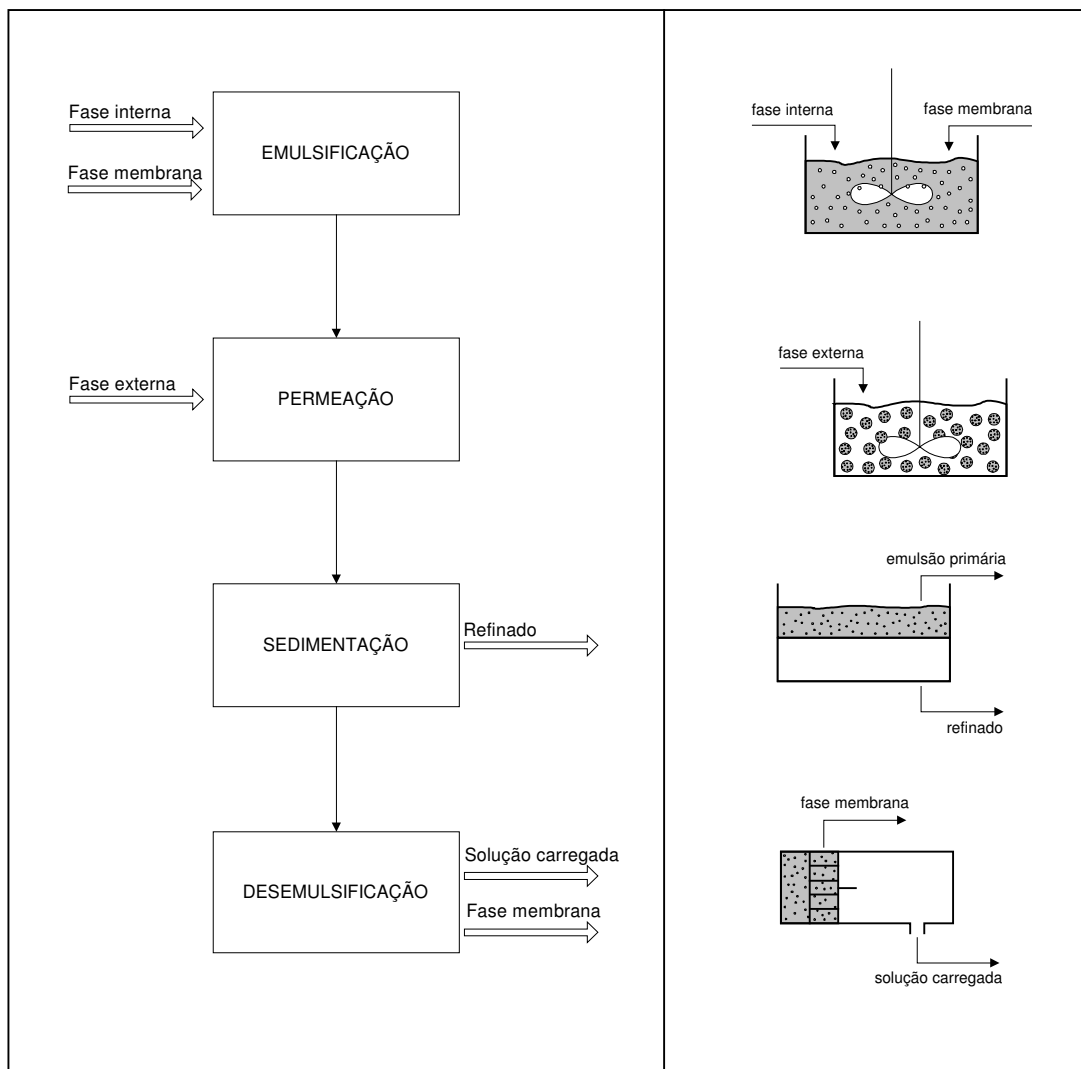 Fase interna
Fase membrana
EMULSIFICAÇÃO
Fase externa
PERMEAÇÃO
SEDIMENTAÇÃO
Refinado
DESEMULSIFICAÇÃO
Solução carregada
Fase membrana
fase interna
fase membrana
fase externa
emulsão primária
refinado
fase membrana
solução carregada